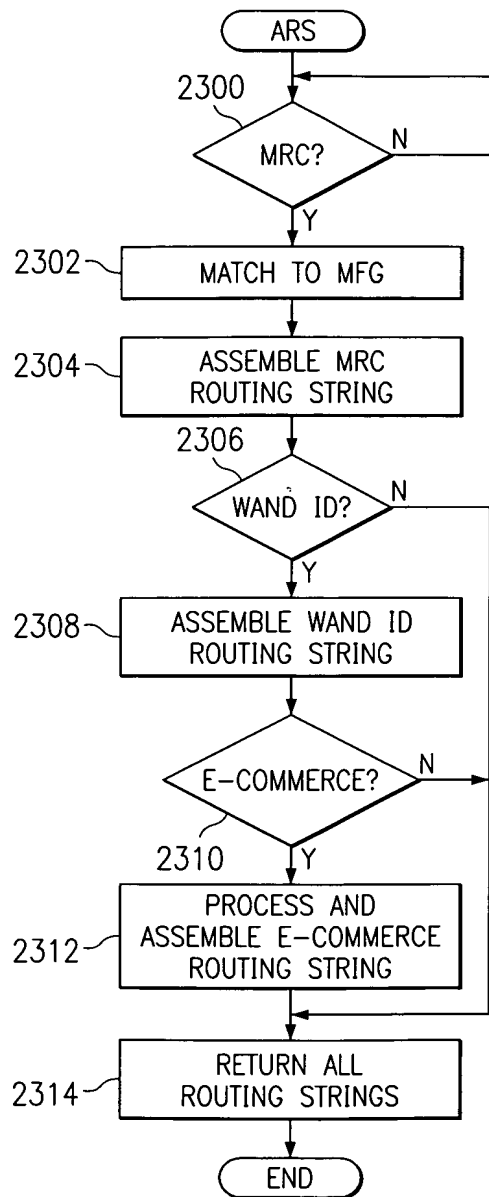 ARS
2300
MRC?
N
Y
2302
MATCH TO MFG
2304
ASSEMBLE MRC
ROUTING STRING
2306
WAND ID?
N
Y
2308
ASSEMBLE WAND ID
ROUTING STRING
E-COMMERCE?
N
2310
Y
2312
PROCESS AND
ASSEMBLE E-COMMERCE
ROUTING STRING
2314
RETURN ALL
ROUTING STRINGS
END